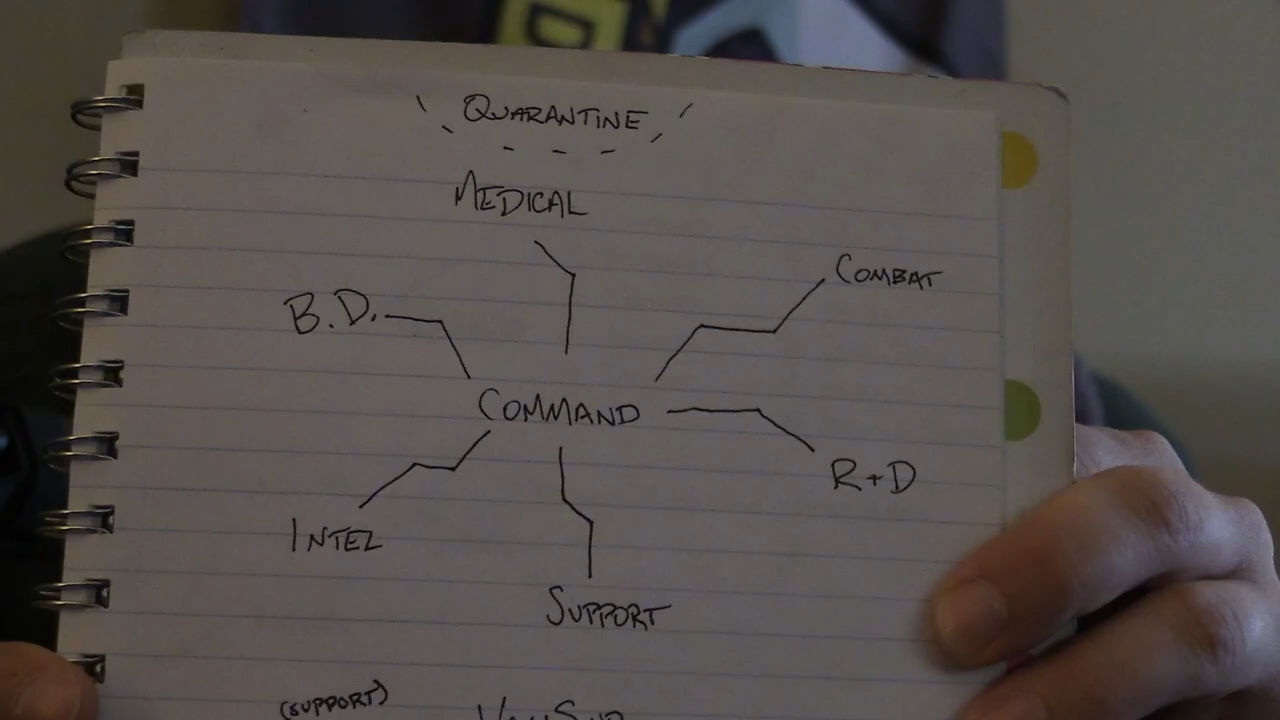 QUARANTINE
MEDICAL
COMBAT
B.D.
COMMAND
R+D
INTEL
SUPPORT
(SUPPORT)